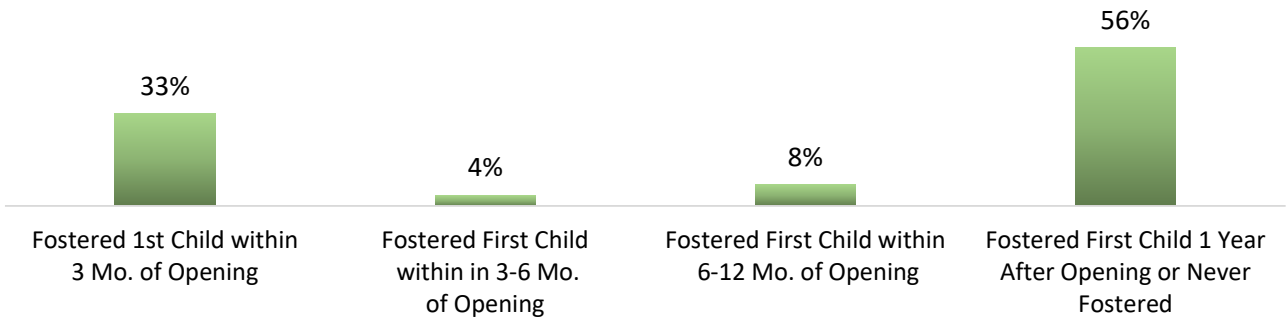 33%
4%
8%
56%
Fostered 1st Child within
3 Mo. of Opening
Fostered First Child
within in 3-6 Mo.
of Opening
Fostered First Child within
6-12 Mo. of Opening
Fostered First Child 1 Year
After Opening or Never
Fostered